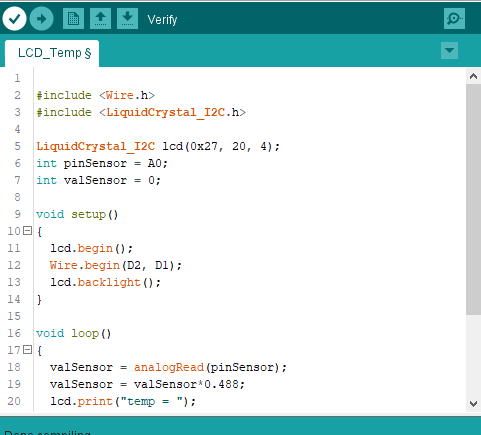 Verify
LCD_Temp §
1
2 #include <Wire.h>
3 #include <LiquidCrystal_I2C.h>
4
5 LiquidCrystal_I2C lcd(0x27, 20, 4);
6 int pinSensor = A0;
7 int valSensor = 0;
8
9 void setup()
10 {
11 lcd.begin();
12 Wire.begin(D2, D1);
13 lcd.backlight();
14 }
15
16 void loop()
17 {
18 valSensor = analogRead(pinSensor);
19 valSensor = valSensor*0.488;
20 lcd.print("temp = ");
Done compiling